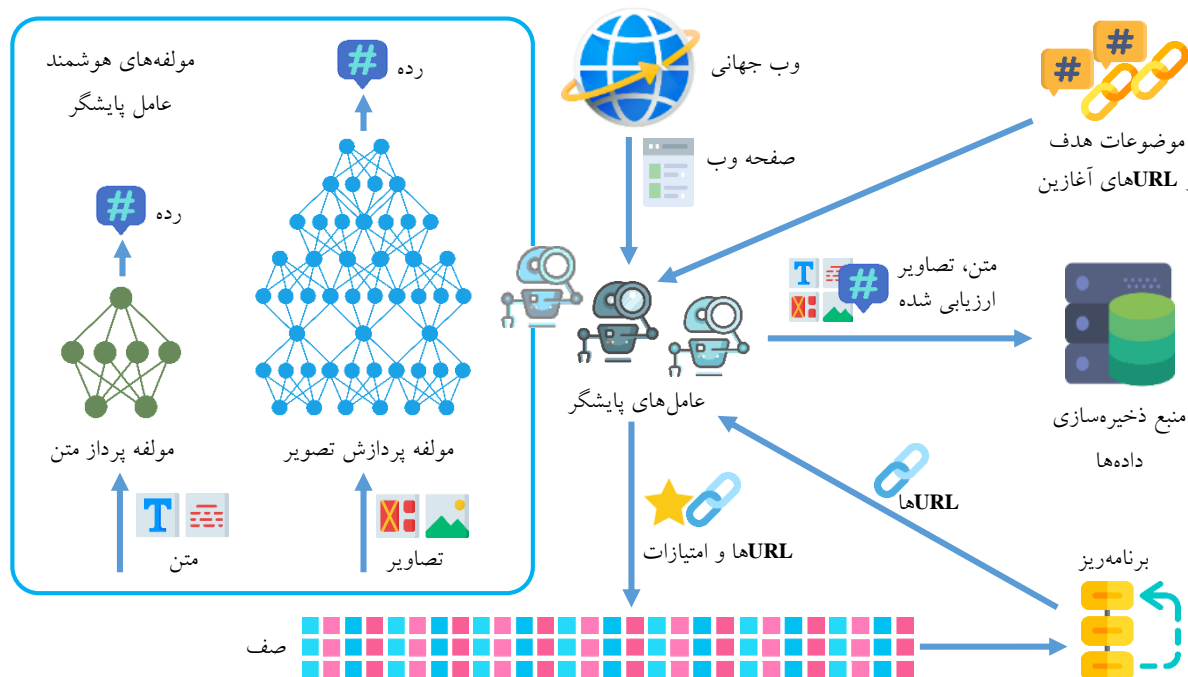 مولفه‌های هوشمند
عامل پایشگر
رده
رده
مولفه پرداز متن
مولفه پردازش تصویر
متن
تصاویر
وب جهانی
صفحه وب
موضوعات هدف
و URLهای آغازین
متن، تصاویر
ارزیابی شده
عامل‌های پایشگر
منبع ذخیره‌سازی
داده‌ها
URLها
URLها و امتیازات
برنامه‌ریز
صف